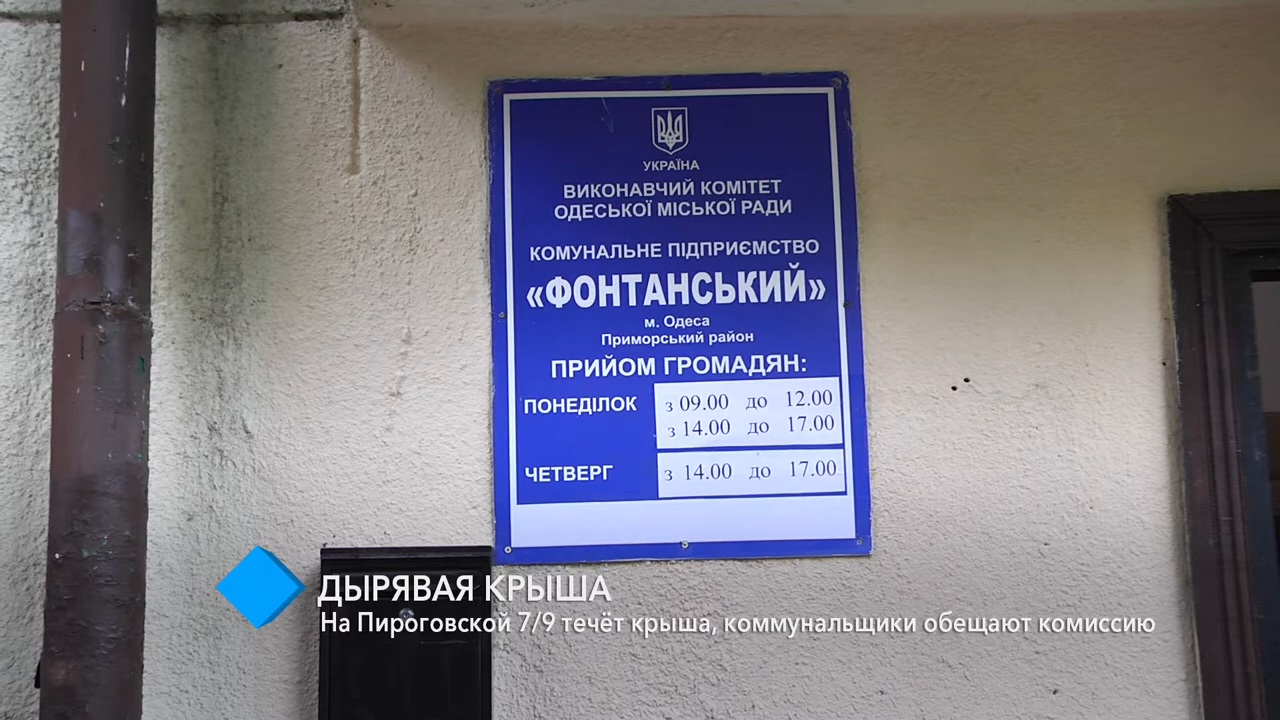 УКРАЇНА
ВИКОНАВЧИЙ КОМІТЕТ
ОДЕСЬКОЇ МІСЬКОЇ РАДИ
КОМУНАЛЬНЕ ПІДПРИЄМСТВО
«ФОНТАНСЬКИЙ»
м. Одеса
Приморський район
ПРИЙОМ ГРОМАДЯН:
ПОНЕДІЛОК з 09.00 до 12.00
з 14.00 до 17.00
ЧЕТВЕРГ з 14.00 до 17.00
ДЫРЯВАЯ КРЫША
На Пироговской 7/9 течёт крыша, коммунальщики обещают комиссию